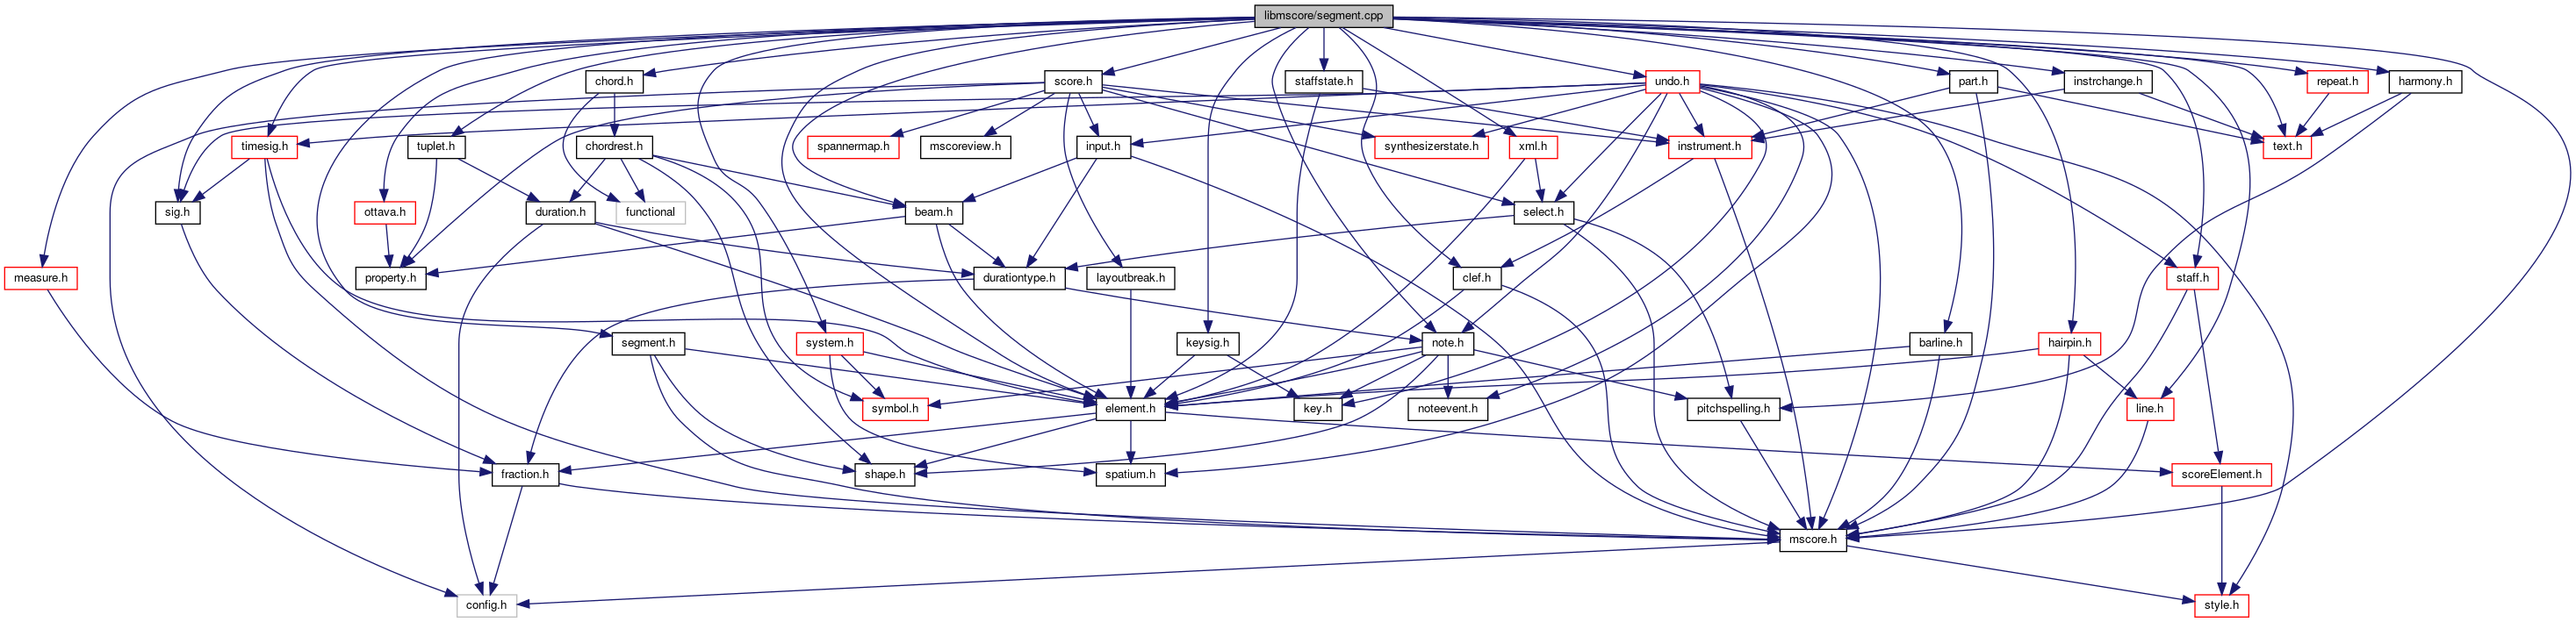 libmscore/segment.cpp
chord.h
score.h
staffstate.h
undo.h
part.h
instrchange.h
repeat.h
harmony.h
timesig.h
tuplet.h
chordrest.h
spannermap.h
mscoreview.h
input.h
synthesizerstate.h
xml.h
instrument.h
text.h
sig.h
ottava.h
duration.h
functional
beam.h
select.h
measure.h
property.h
durationtype.h
layoutbreak.h
clef.h
staff.h
segment.h
system.h
keysig.h
note.h
barline.h
hairpin.h
symbol.h
element.h
key.h
noteevent.h
pitchspelling.h
line.h
fraction.h
shape.h
spatium.h
scoreElement.h
mscore.h
config.h
style.h